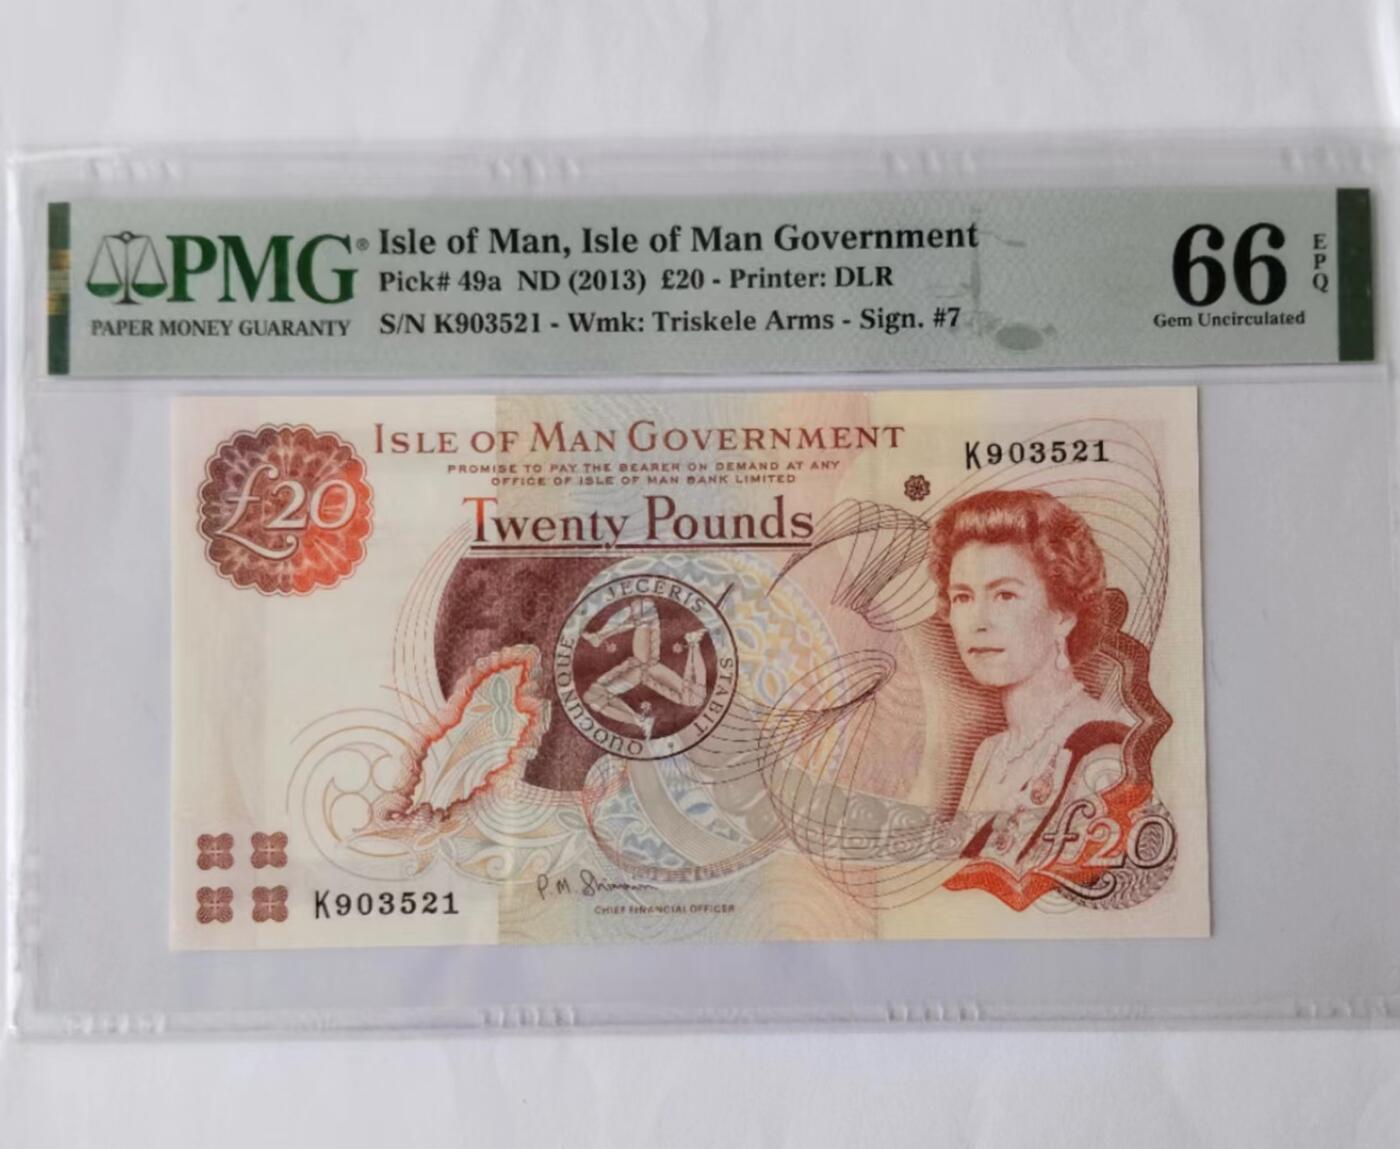 PMG®
PAPER MONEY GUARANTY
Isle of Man, Isle of Man Government
Pick# 49a ND (2013) £20 - Printer: DLR
S/N K903521 - Wmk: Triskele Arms - Sign. #7
66
EPQ
Gem Uncirculated
£20
ISLE OF MAN GOVERNMENT
PROMISE TO PAY THE BEARER ON DEMAND AT ANY
OFFICE OF ISLE OF MAN BANK LIMITED
Twenty Pounds
K903521
QUOCUNQUE JECERIS STABIT
£20
K903521
P.M.
CHIEF FINANCIAL OFFICER